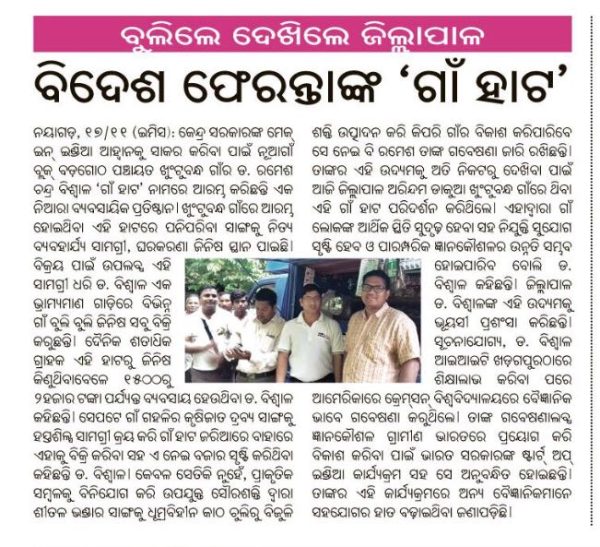 ବୁଲିଲେ ଦେଖିଲେ ଜିଲ୍ଲାପାଳ
ବିଦେଶ ଫେରନ୍ତାଙ୍କ ‘ଗାଁ ହାଟ’
ନୟାଗଡ଼, ୧୭/୧୧ (ଇମିସ): କେନ୍ଦ୍ର ସରକାରଙ୍କ ମେକ୍
ଇନ୍ ଇଣ୍ଡିଆ ଆହ୍ୱାନକୁ ସାକାର କରିବା ପାଇଁ ନୂଆଗାଁ
ବ୍ଲକ୍ ବଡ଼ଗୋଠ ପଞ୍ଚାୟତ ଖୁଂଟୁବନ୍ଧ ଗାଁର ଡ. ରମେଶ
ଚନ୍ଦ୍ର ବିଶ୍ୱାଳ ‘ଗାଁ ହାଟ’ ନାମରେ ଆରମ୍ଭ କରିଛନ୍ତି ଏକ
ନିଆରା ବ୍ୟବସାୟିକ ପ୍ରତିଷ୍ଠାନ। ଖୁଂଟୁବନ୍ଧ ଗାଁରେ ଆରମ୍ଭ
ହୋଇଥିବା ଏହି ହାଟରେ ପନିପରିବା ସାଙ୍ଗକୁ ନିତ୍ୟ
ବ୍ୟବହାର୍ଯ୍ୟ ସାମଗ୍ରୀ, ଘରକରଣା ଜିନିଷ ସ୍ଥାନ ପାଇଛି।
ବିକ୍ରୟ ପାଇଁ ଉପଲବ୍ଧ ଏହି
ସାମଗ୍ରୀ ଧରି ଡ. ବିଶ୍ୱାଳ ଏକ
ଭ୍ରାମ୍ୟମାଣ ଗାଡ଼ିରେ ବିଭିନ୍ନ
ଗାଁ ବୁଲି ବୁଲି ଜିନିଷ ସବୁ ବିକ୍ରି
କରୁଛନ୍ତି। ଦୈନିକ ଶତାଧିକ
ଗ୍ରାହକ ଏହି ହାଟରୁ ଜିନିଷ
କିଣୁଥିବାବେଳେ ୧୫୦୦ରୁ
୨ହଜାର ଟଙ୍କା ପର୍ଯ୍ୟନ୍ତ ବ୍ୟବସାୟ ହେଉଥିବା ଡ. ବିଶ୍ୱାଳ
କହିଛନ୍ତି। ସେପଟେ ଗାଁ ଗହଳିର କୃଷିଜାତ ଦ୍ରବ୍ୟ ସାଙ୍ଗକୁ
ହସ୍ତଶିଳ୍ପ ସାମଗ୍ରୀ କ୍ରୟ କରି ଗାଁ ହାଟ ଜରିଆରେ ବାହାରେ
ଏହାକୁ ବିକ୍ରି କରିବା ସହ ଏ ନେଇ ବଜାର ସୃଷ୍ଟି କରିଥିବା
କହିଛନ୍ତି ଡ. ବିଶ୍ୱାଳ। କେବଳ ସେତିକି ନୁହେଁ, ପ୍ରାକୃତିକ
ସମ୍ବଳକୁ ବିନିଯୋଗ କରି ଉପଯୁକ୍ତ ସୌରଶକ୍ତି ଦ୍ୱାରା
ଶୀତଳ ଭଣ୍ଡାର ସାଙ୍ଗକୁ ଧୂମ୍ରବିହୀନ କାଠ ଚୁଲିରୁ ବିଜୁଳି
ଶକ୍ତି ଉତ୍ପାଦନ କରି କିପରି ଗାଁର ବିକାଶ କରିପାରିବେ
ସେ ନେଇ ବି ରମେଶ ତାଙ୍କ ଗବେଷଣା ଜାରି ରଖିଛନ୍ତି।
ତାଙ୍କର ଏହି ଉଦ୍ୟମକୁ ଅତି ନିକଟରୁ ଦେଖିବା ପାଇଁ
ଆଜି ଜିଲ୍ଲାପାଳ ଅରିନ୍ଦମ ଡାକୁଆ ଖୁଂଟୁବନ୍ଧ ଗାଁରେ ଥିବା
ଏହି ଗାଁ ହାଟ ପରିଦର୍ଶନ କରିଥିଲେ। ଏହାଦ୍ୱାରା ଗାଁ
ଲୋକଙ୍କ ଆର୍ଥିକ ସ୍ଥିତି ସୁଦୃଢ଼ ହେବା ସହ ନିଯୁକ୍ତି ସୁଯୋଗ
ସୃଷ୍ଟି ହେବ ଓ ପାରମ୍ପରିକ ଜ୍ଞାନକୌଶଳର ଉନ୍ନତି ସମ୍ଭବ
ହୋଇପାରିବ ବୋଲି ଡ.
ବିଶ୍ୱାଳ କହିଛନ୍ତି। ଜିଲ୍ଲାପାଳ
ଡ. ବିଶ୍ୱାଳଙ୍କ ଏହି ଉଦ୍ୟମକୁ
ଭୂୟସୀ ପ୍ରଶଂସା କରିଛନ୍ତି।
ସୂଚନାଯୋଗ୍ୟ, ଡ. ବିଶ୍ୱାଳ
ଆଇଆଇଟି ଖଡ଼ଗପୁରଠାରେ
ଶିକ୍ଷାଲାଭ କରିବା ପରେ
ଆମେରିକାରେ କ୍ଲେମ୍‌ସନ୍ ବିଶ୍ୱବିଦ୍ୟାଳୟରେ ବୈଜ୍ଞାନିକ
ଭାବେ ଗବେଷଣା କରୁଥିଲେ। ତାଙ୍କ ଗବେଷଣାଲବ୍ଧ
ଜ୍ଞାନକୌଶଳ ଗ୍ରାମୀଣ ଭାରତରେ ପ୍ରୟୋଗ କରି
ବିକାଶ କରିବା ପାଇଁ ଭାରତ ସରକାରଙ୍କ ଷ୍ଟାର୍ଟ ଅପ୍
ଇଣ୍ଡିଆ କାର୍ଯ୍ୟକ୍ରମ ସହ ସେ ଅନୁବନ୍ଧିତ ହୋଇଛନ୍ତି।
ତାଙ୍କର ଏହି କାର୍ଯ୍ୟକ୍ରମରେ ଅନ୍ୟ ବୈଜ୍ଞାନିକମାନେ
ସହଯୋଗର ହାତ ବଢ଼ାଇଥିବା ଜଣାପଡ଼ିଛି।